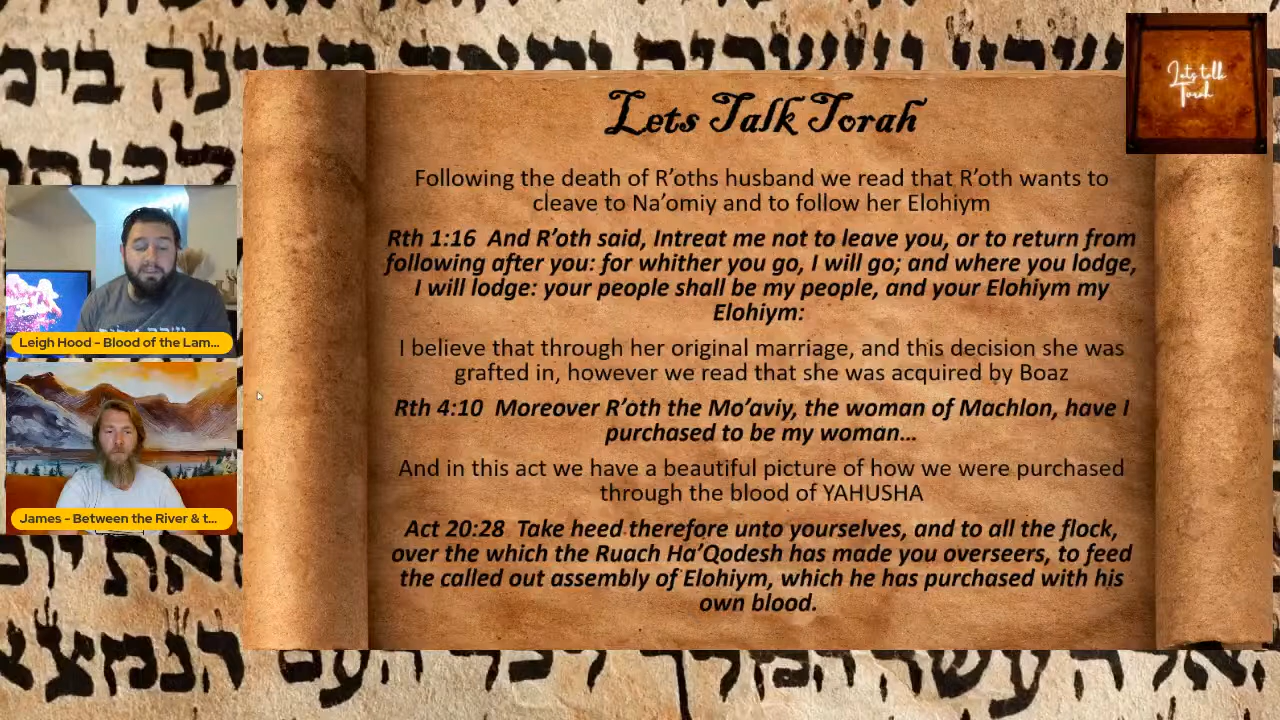 Lets Talk Torah
Lets talk
Torah
Following the death of R’oths husband we read that R’oth wants to
cleave to Na’omiy and to follow her Elohiym
Rth 1:16 And R’oth said, Intreat me not to leave you, or to return from
following after you: for whither you go, I will go; and where you lodge,
I will lodge: your people shall be my people, and your Elohiym my
Elohiym:
I believe that through her original marriage, and this decision she was
grafted in, however we read that she was acquired by Boaz
Rth 4:10 Moreover R’oth the Mo’aviy, the woman of Machlon, have I
purchased to be my woman…
And in this act we have a beautiful picture of how we were purchased
through the blood of YAHUSHA
Act 20:28 Take heed therefore unto yourselves, and to all the flock,
over the which the Ruach Ha’Qodesh has made you overseers, to feed
the called out assembly of Elohiym, which he has purchased with his
own blood.
Leigh Hood - Blood of the Lam...
James - Between the River & t...